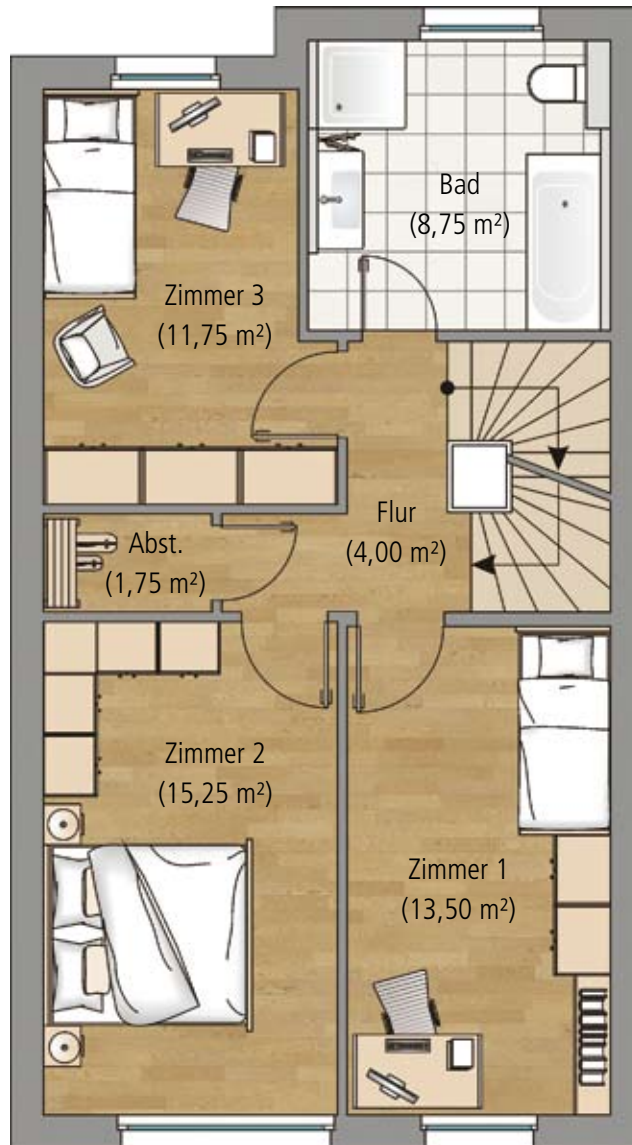 Bad
(8,75 m²)
Zimmer 3
(11,75 m²)
Flur
(4,00 m²)
Abst.
(1,75 m²)
Zimmer 2
(15,25 m²)
Zimmer 1
(13,50 m²)